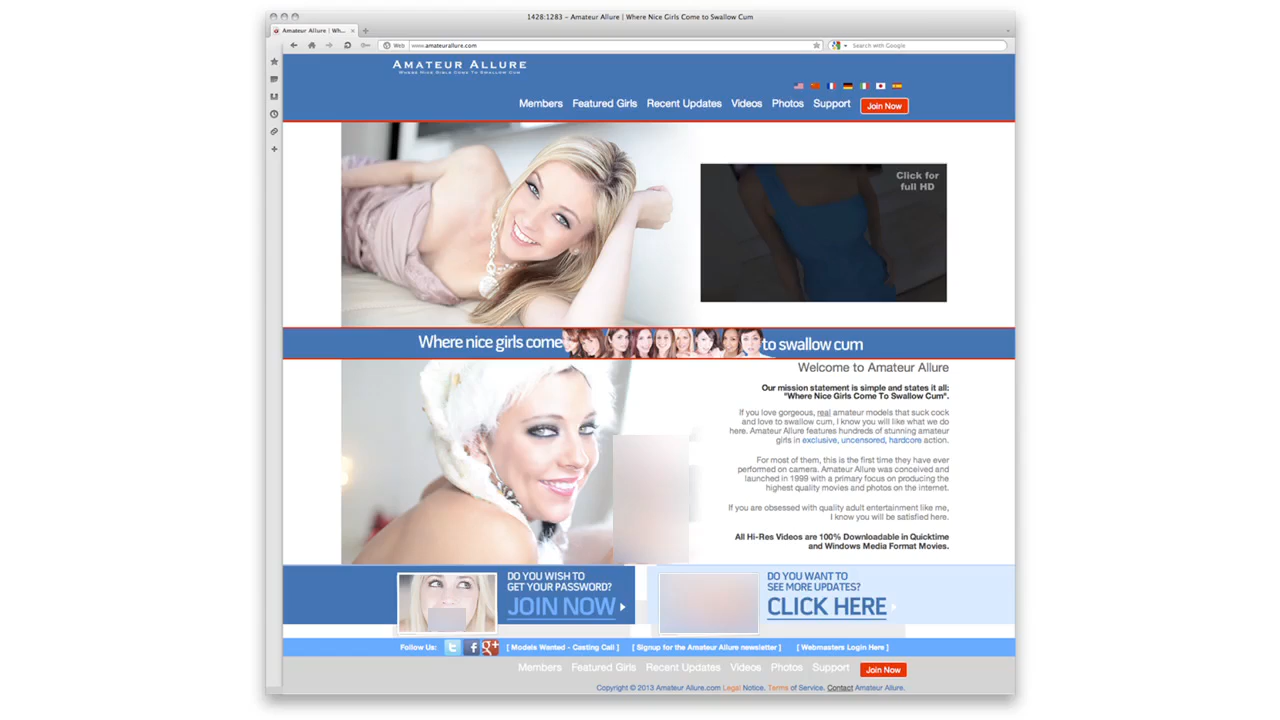 1428:1283 – Amateur Allure | Where Nice Girls Come to Swallow Cum
Amateur Allure | Wh...
Web www.amateurallure.com
Search with Google
AMATEUR ALLURE
WHERE NICE GIRLS COME TO SWALLOW CUM
Members Featured Girls Recent Updates Videos Photos Support Join Now
Click for
full HD
Where nice girls come to swallow cum
Welcome to Amateur Allure
Our mission statement is simple and states it all:
"Where Nice Girls Come To Swallow Cum".
If you love gorgeous, real amateur models that suck cock
and love to swallow cum, I know you will like what we do
here. Amateur Allure features hundreds of stunning amateur
girls in exclusive, uncensored, hardcore action.
For most of them, this is the first time they have ever
performed on camera. Amateur Allure was conceived and
launched in 1999 with a primary focus on producing the
highest quality movies and photos on the internet.
If you are obsessed with quality adult entertainment like me,
I know you will be satisfied here.
All Hi-Res Videos are 100% Downloadable in Quicktime
and Windows Media Format Movies.
DO YOU WISH TO
GET YOUR PASSWORD?
JOIN NOW
DO YOU WANT TO
SEE MORE UPDATES?
CLICK HERE
Follow Us: [ Models Wanted - Casting Call ] [ Signup for the Amateur Allure newsletter ] [ Webmasters Login Here ]
Members Featured Girls Recent Updates Videos Photos Support Join Now
Copyright © 2013 Amateur Allure.com Legal Notice. Terms of Service. Contact Amateur Allure.